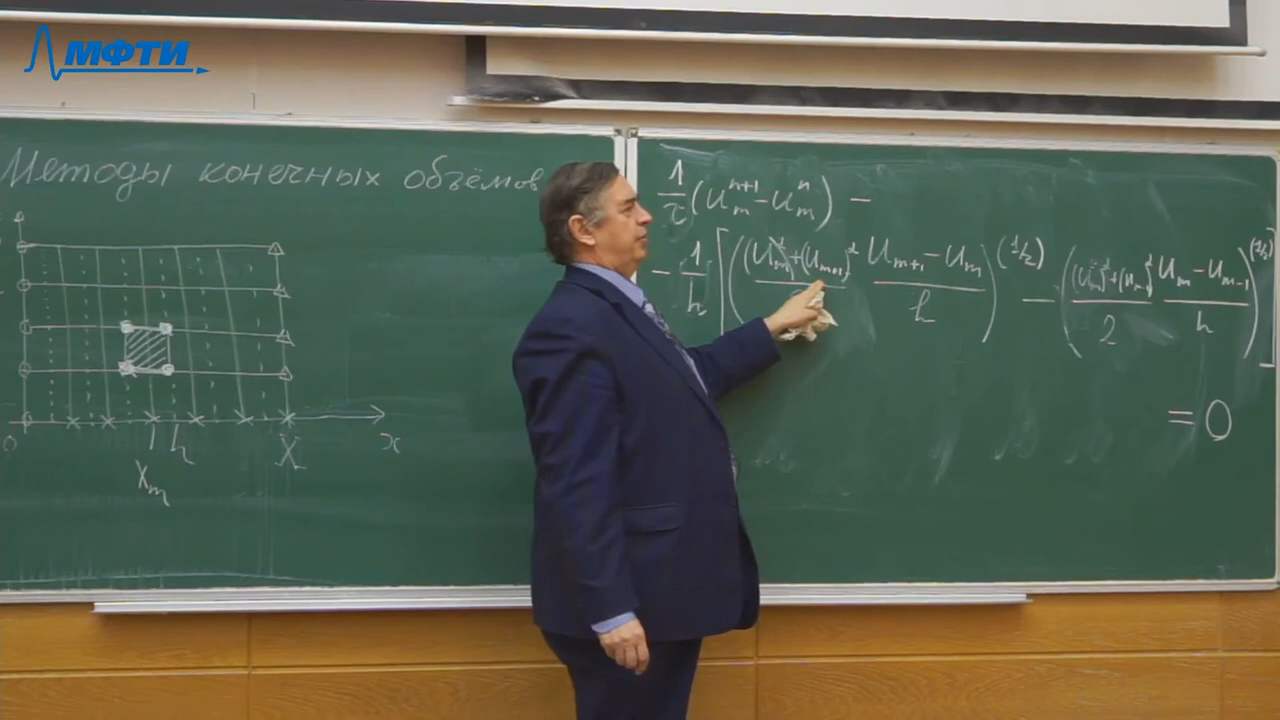 МФТИ
Методы конечных объёмов
0
x_m
h
X
x
1/τ (u_m^{n+1} - u_m^n) -
- 1/h [ ( ((u_m)^2 + (u_{m+1})^2)/2 (u_{m+1} - u_m)/h )^{(1/2)} - ( ((u_m)^2 + (u_{m-1})^2)/2 (u_m - u_{m-1})/h )^{(1/2)} ]
= 0